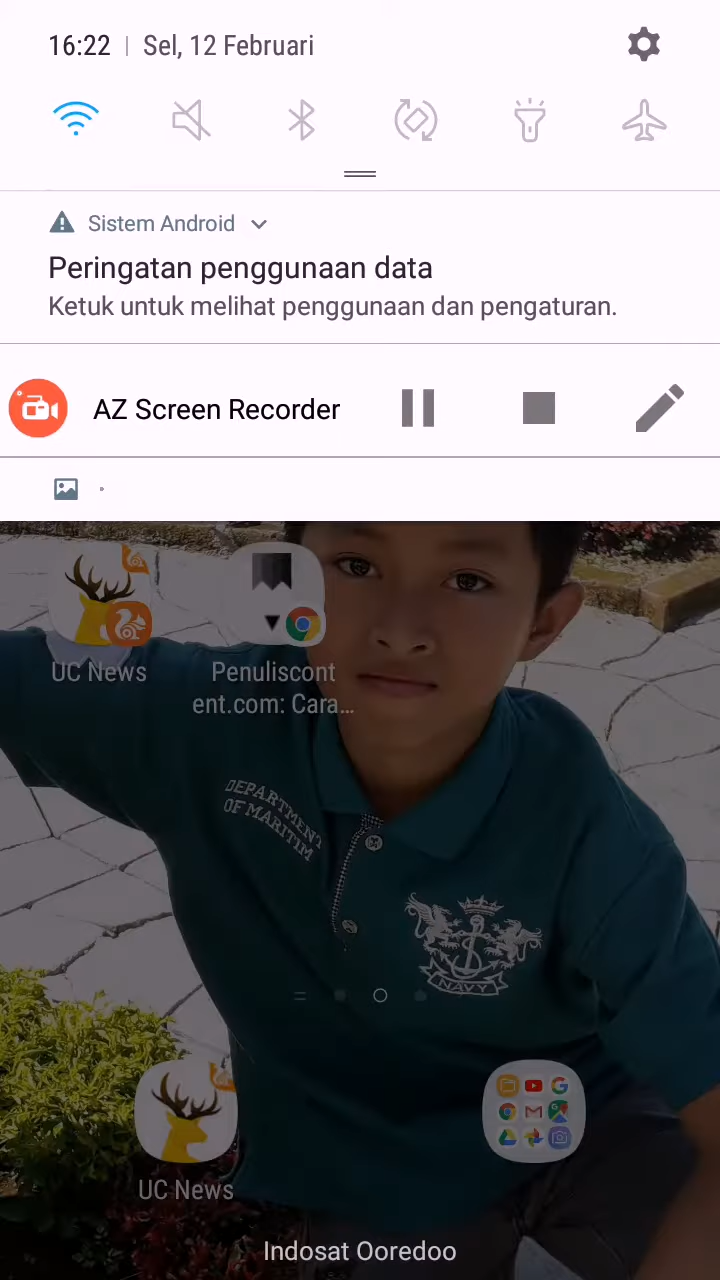 16:22 | Sel, 12 Februari
Sistem Android
Peringatan penggunaan data
Ketuk untuk melihat penggunaan dan pengaturan.
AZ Screen Recorder
UC News
Penuliscont
ent.com: Cara...
DEPARTMENT
OF MARITIM
NAVY
UC News
Indosat Ooredoo